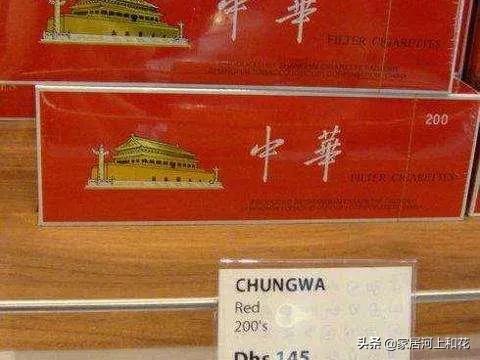 中華
FILTER CIGARETTES
200
中華
FILTER CIGARETTES
CHUNGWA
Red
200's
Dhs 145
头条 @家居河上和花